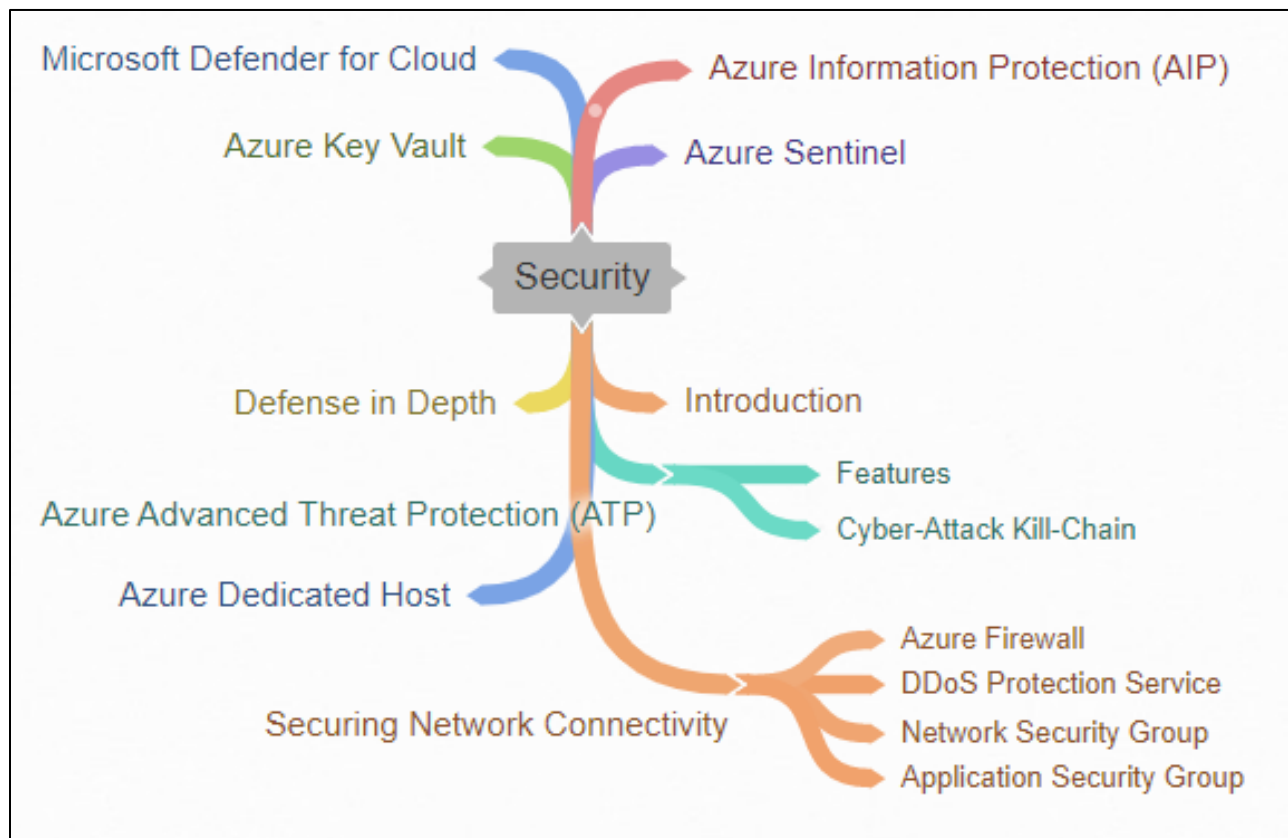 Microsoft Defender for Cloud
Azure Information Protection (AIP)
Azure Key Vault
Azure Sentinel
Security
Defense in Depth
Introduction
Features
Azure Advanced Threat Protection (ATP)
Cyber-Attack Kill-Chain
Azure Dedicated Host
Azure Firewall
DDoS Protection Service
Securing Network Connectivity
Network Security Group
Application Security Group